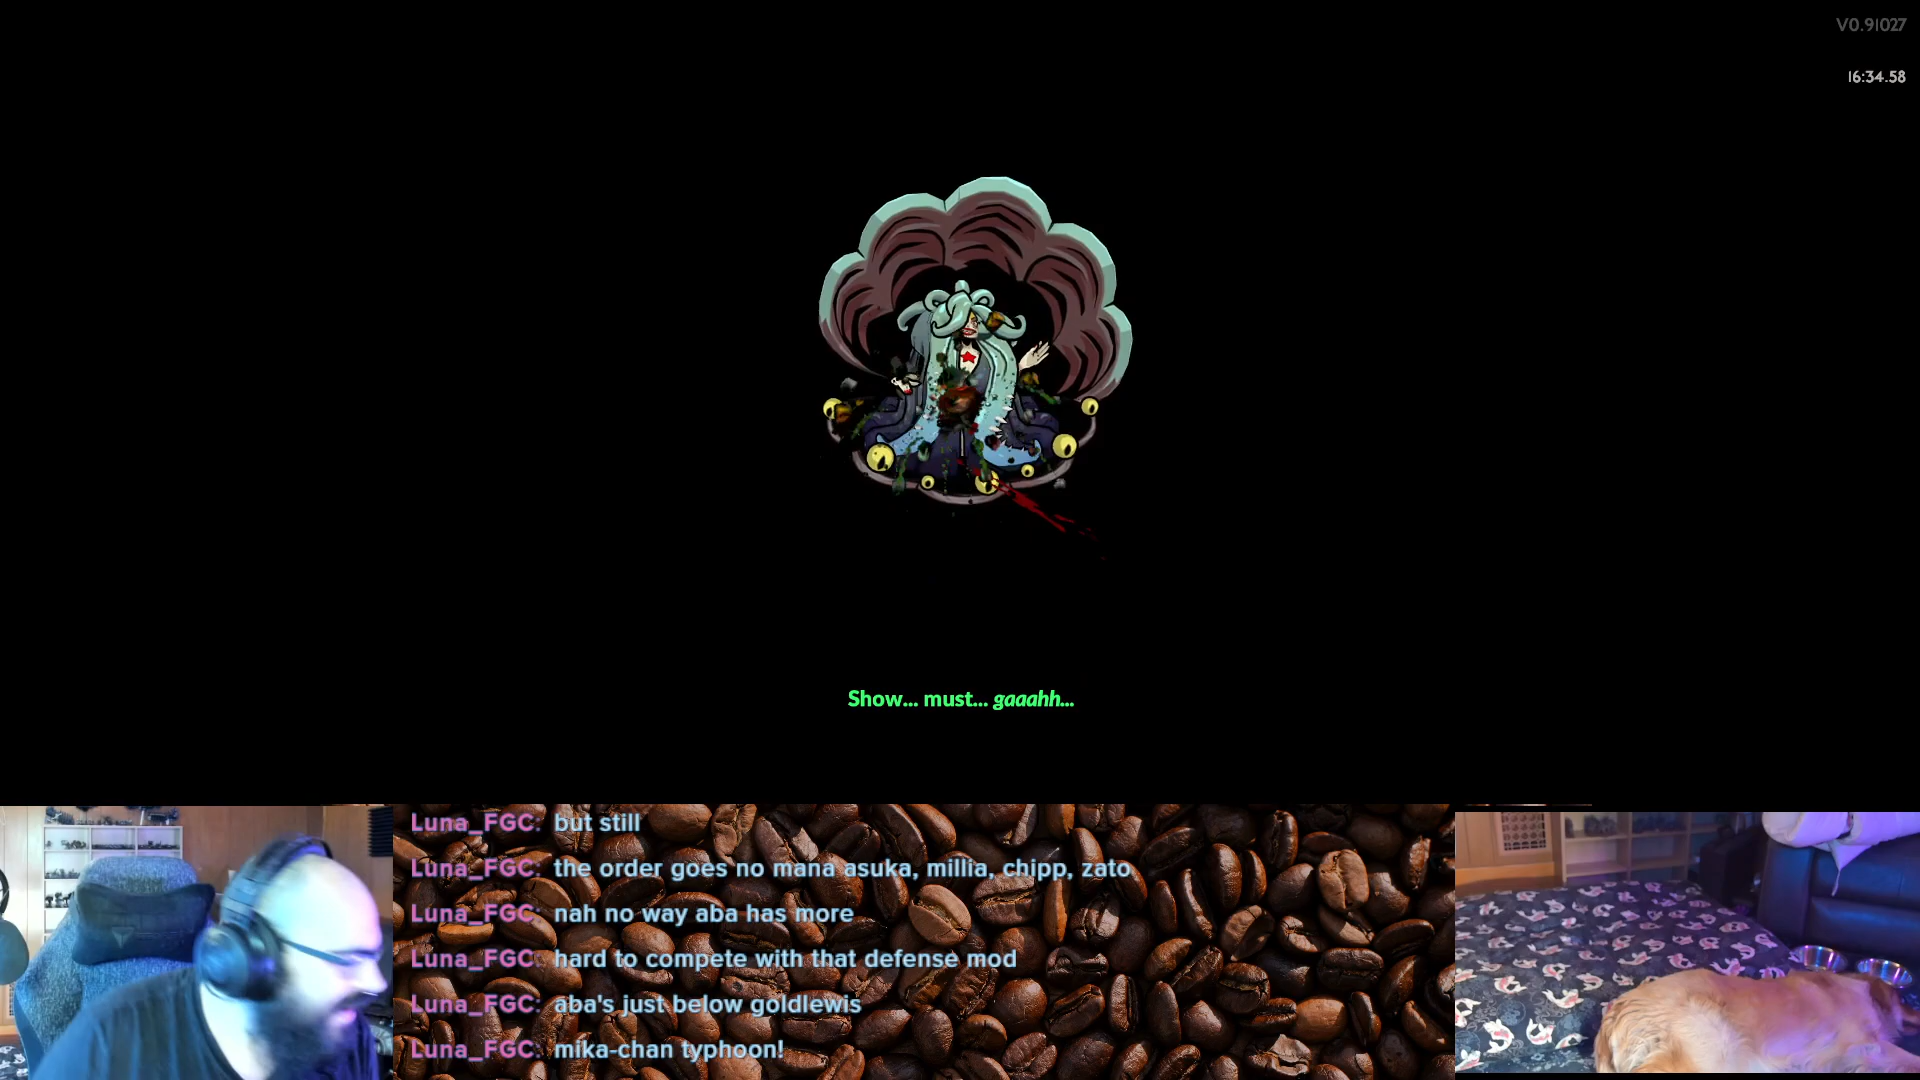 V0.91027
16:34.58
Show... must... gaaahh...
Luna_FGC: but still
Luna_FGC: the order goes no mana asuka, millia, chipp, zato
Luna_FGC: nah no way aba has more
Luna_FGC: hard to compete with that defense mod
Luna_FGC: aba's just below goldlewis
Luna_FGC: mika-chan typhoon!